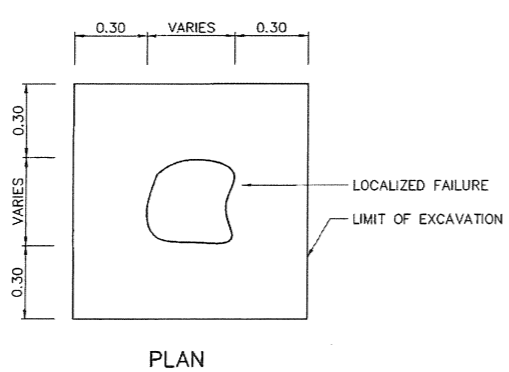 0.30 VARIES 0.30
0.30
VARIES
0.30
LOCALIZED FAILURE
LIMIT OF EXCAVATION
PLAN